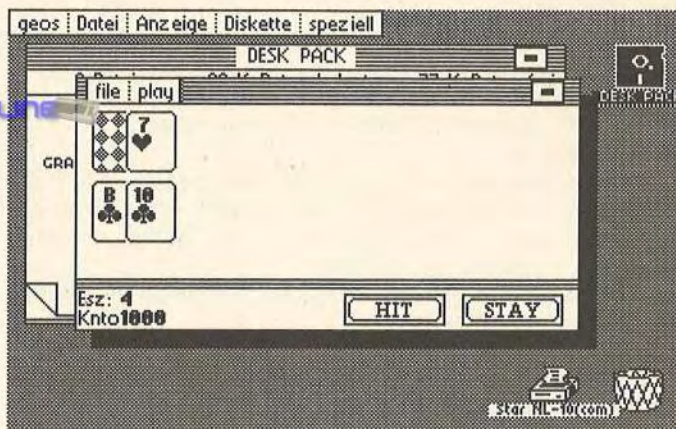 geos Datei Anzeige Diskette speziell
DESK PACK
file play
7
GRA
B 10
Esz: 4
Knto1000
HIT STAY
DESK PACK
star NL-10(com)